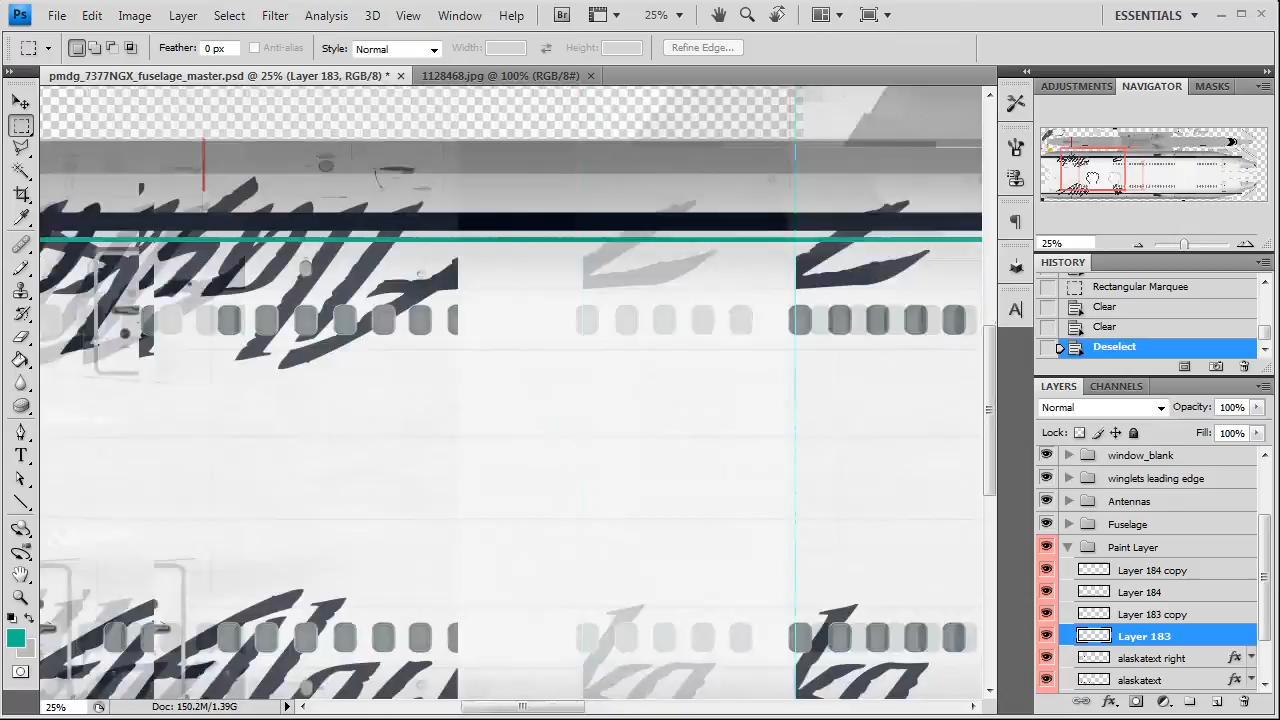 Ps File Edit Image Layer Select Filter Analysis 3D View Window Help Br 25% ESSENTIALS
Feather: 0 px Anti-alias Style: Normal Width: Height: Refine Edge...
pmdg_7377NGX_fuselage_master.psd @ 25% (Layer 183, RGB/8) * × 1128468.jpg @ 100% (RGB/8#) ×
ADJUSTMENTS NAVIGATOR MASKS
25%
HISTORY
Rectangular Marquee
Clear
Clear
Deselect
LAYERS CHANNELS
Normal Opacity: 100%
Lock: Fill: 100%
window_blank
winglets leading edge
Antennas
Fuselage
Paint Layer
Layer 184 copy
Layer 184
Layer 183 copy
Layer 183
alaskatext right fx
alaskatext fx
25% Doc: 150.2M/1.39G